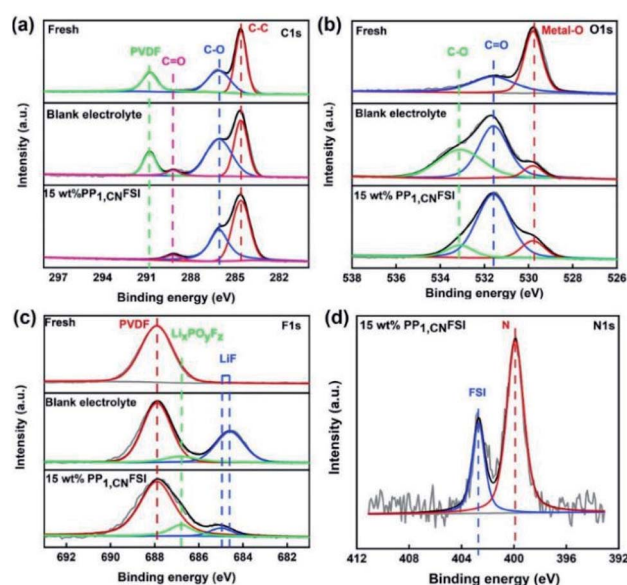 (a)
Fresh
C1s
PVDF
C=O
C-O
C-C
Blank electrolyte
15 wt%PP1,CNFSI
Intensity (a.u.)
297 294 291 288 285 282 280
Binding energy (eV)
(b)
Fresh
O1s
C-O
C=O
Metal-O
Blank electrolyte
15 wt% PP1,CNFSI
Intensity (a.u.)
538 536 534 532 530 528 526
Binding energy (eV)
(c)
Fresh
F1s
PVDF
LixPOyFz
LiF
Blank electrolyte
15 wt% PP1,CNFSI
Intensity (a.u.)
692 690 688 686 684 682
Binding energy (eV)
(d)
15 wt% PP1,CNFSI
N
N1s
FSI
Intensity (a.u.)
412 408 404 400 396 392
Binding energy (eV)